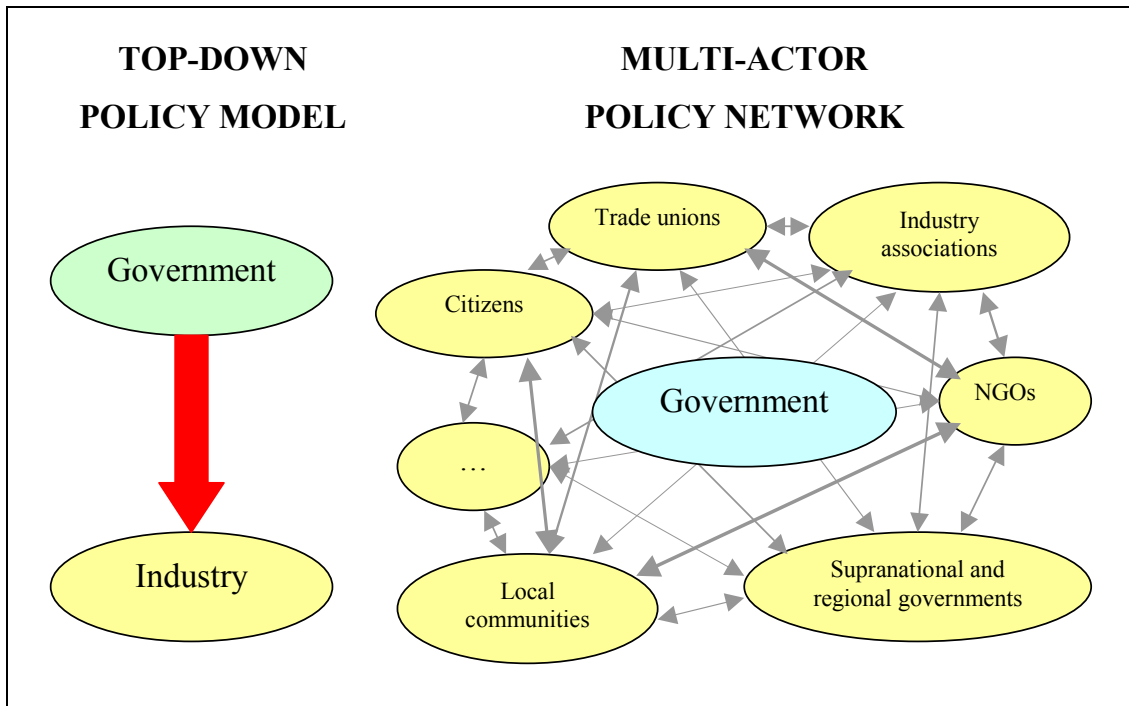 TOP-DOWN
POLICY MODEL
Government
Industry
MULTI-ACTOR
POLICY NETWORK
Trade unions
Industry
associations
Citizens
Government
NGOs
…
Local
communities
Supranational and
regional governments